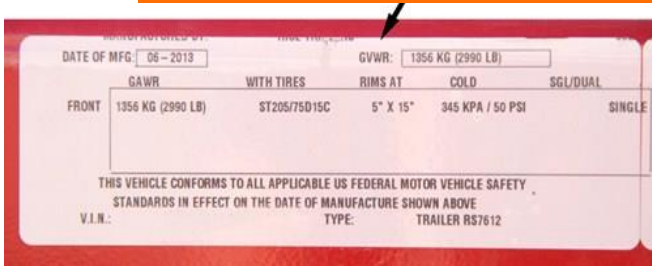 DATE OF MFG: 06-2013 GVWR: 1356 KG (2990 LB)
GAWR WITH TIRES RIMS AT COLD SGL/DUAL
FRONT 1356 KG (2990 LB) ST205/75D15C 5" X 15" 345 KPA / 50 PSI SINGLE
THIS VEHICLE CONFORMS TO ALL APPLICABLE US FEDERAL MOTOR VEHICLE SAFETY
STANDARDS IN EFFECT ON THE DATE OF MANUFACTURE SHOWN ABOVE
V.I.N.: TYPE: TRAILER RS7612